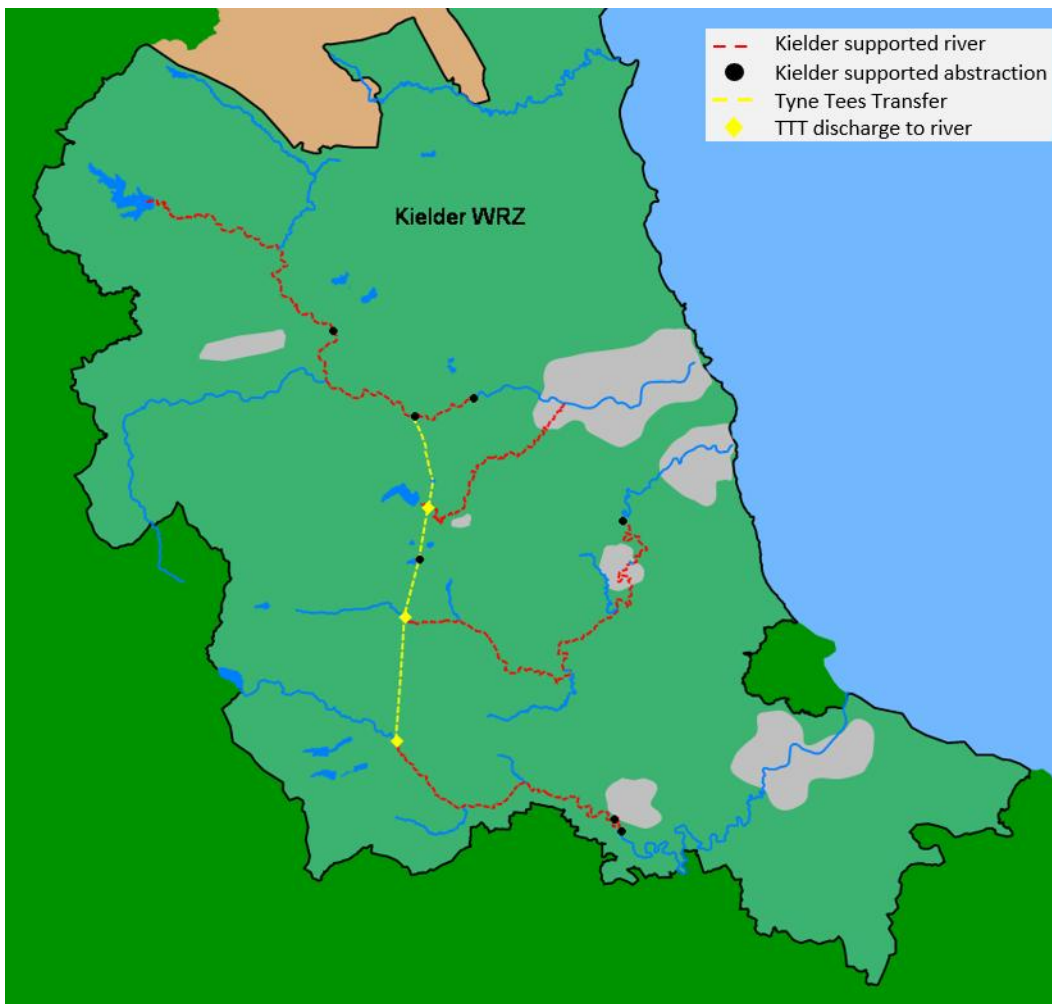 Kielder supported river
Kielder supported abstraction
Tyne Tees Transfer
TTT discharge to river
Kielder WRZ